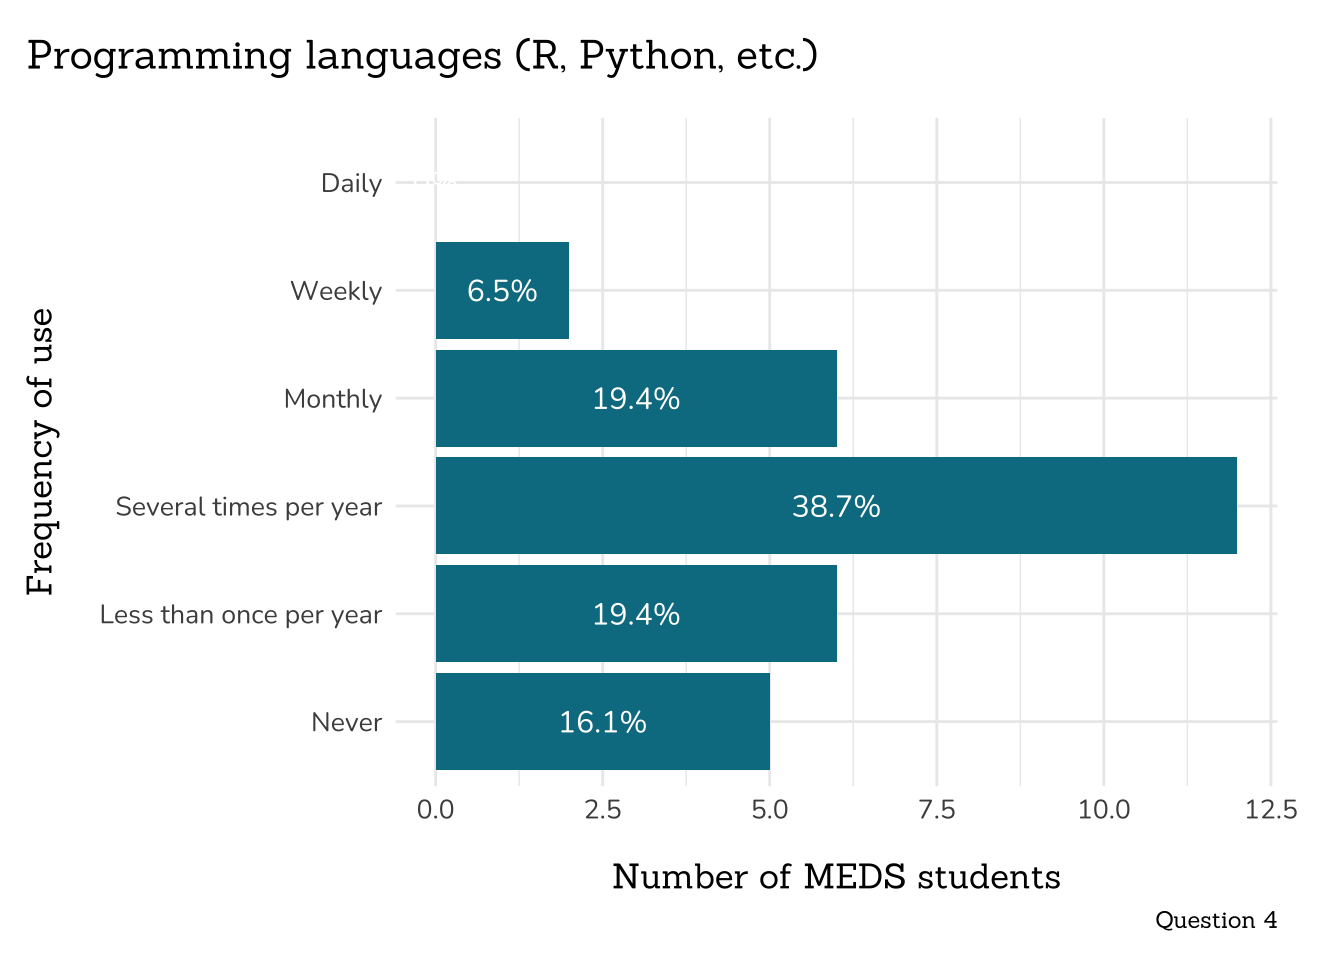 Programming languages (R, Python, etc.)
Frequency of use
Daily
Weekly
6.5%
Monthly
19.4%
Several times per year
38.7%
Less than once per year
19.4%
Never
16.1%
0.0 2.5 5.0 7.5 10.0 12.5
Number of MEDS students
Question 4